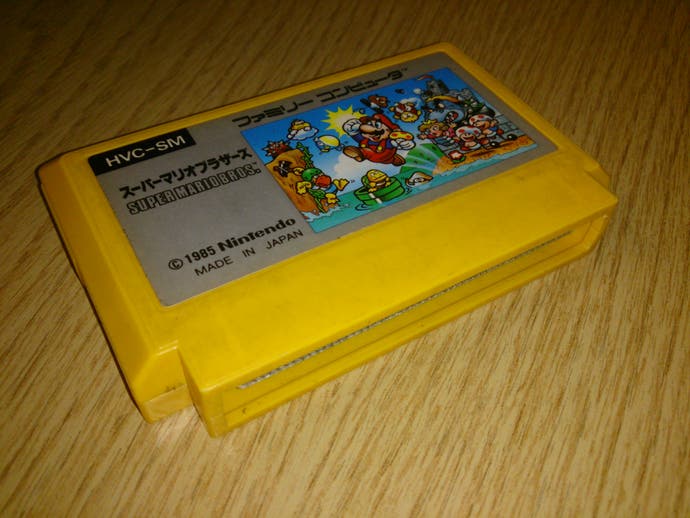 ファミリー コンピュータ
HVC-SM
スーパーマリオブラザーズ
SUPER MARIO BROS.
© 1985 Nintendo
MADE IN JAPAN